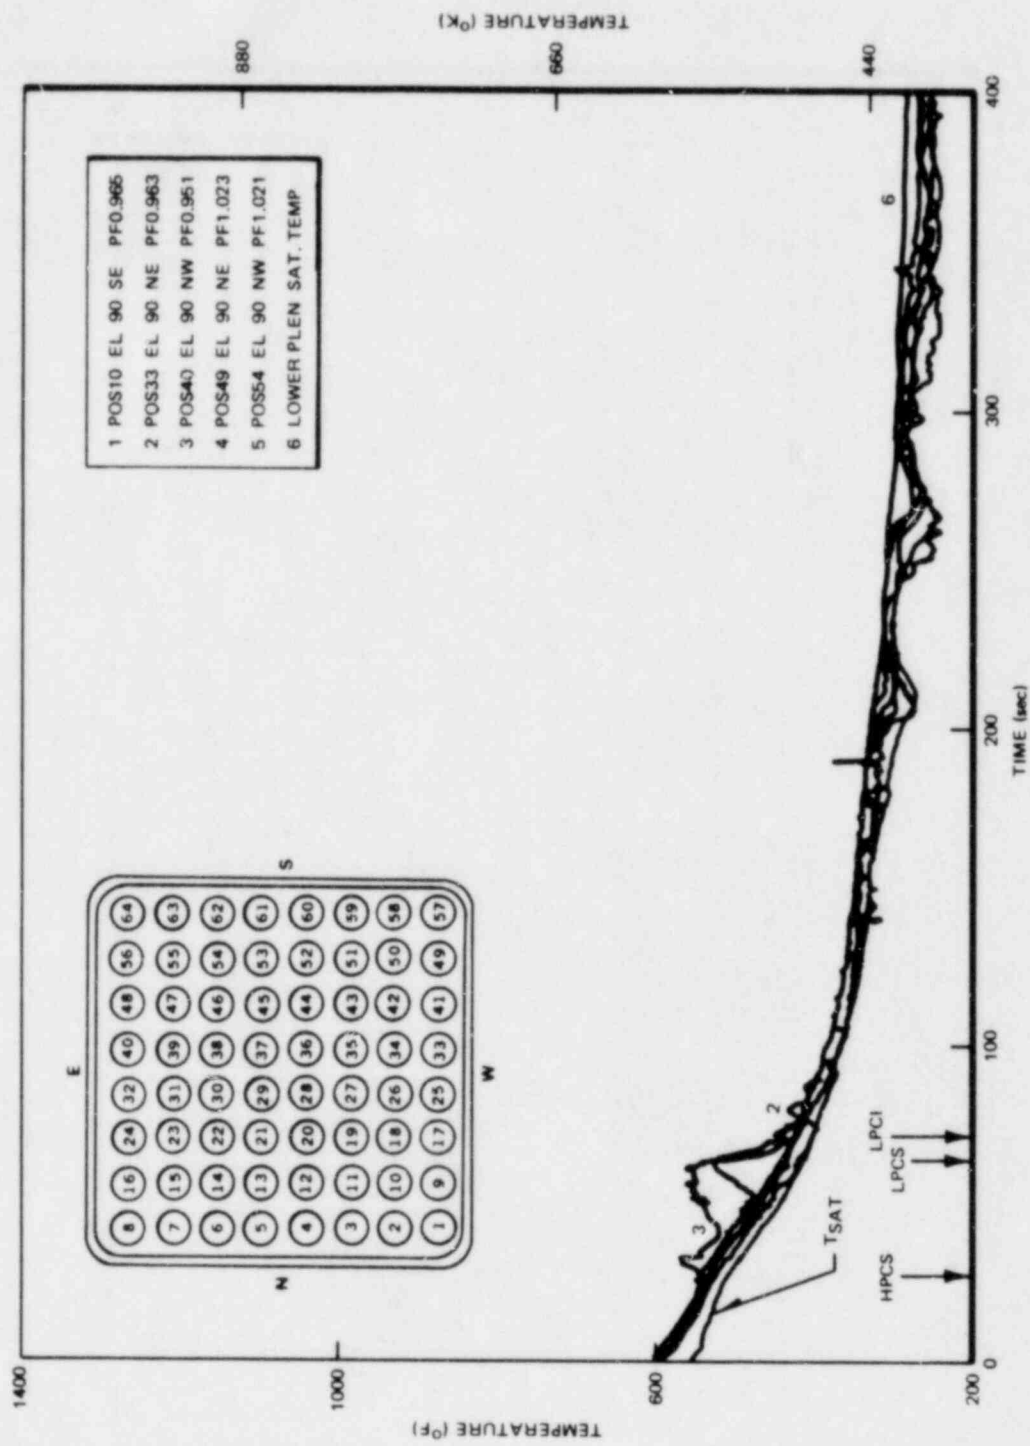 TEMPERATURE (°K)
880
660
440
1 POS10 EL 90 SE PF0.965
2 POS33 EL 90 NE PF0.963
3 POS40 EL 90 NW PF0.951
4 POS49 EL 90 NE PF1.023
5 POS54 EL 90 NW PF1.021
6 LOWER PLEN SAT. TEMP
E
S
W
N
8 16 24 32 40 48 56 64
7 15 23 31 39 47 55 63
6 14 22 30 38 46 54 62
5 13 21 29 37 45 53 61
4 12 20 28 36 44 52 60
3 11 19 27 35 43 51 59
2 10 18 26 34 42 50 58
1 9 17 25 33 41 49 57
3
2
6
TSAT
HPCS
LPCS
LPCI
1400
1000
600
200
TEMPERATURE (°F)
0
100
200
300
400
TIME (sec)